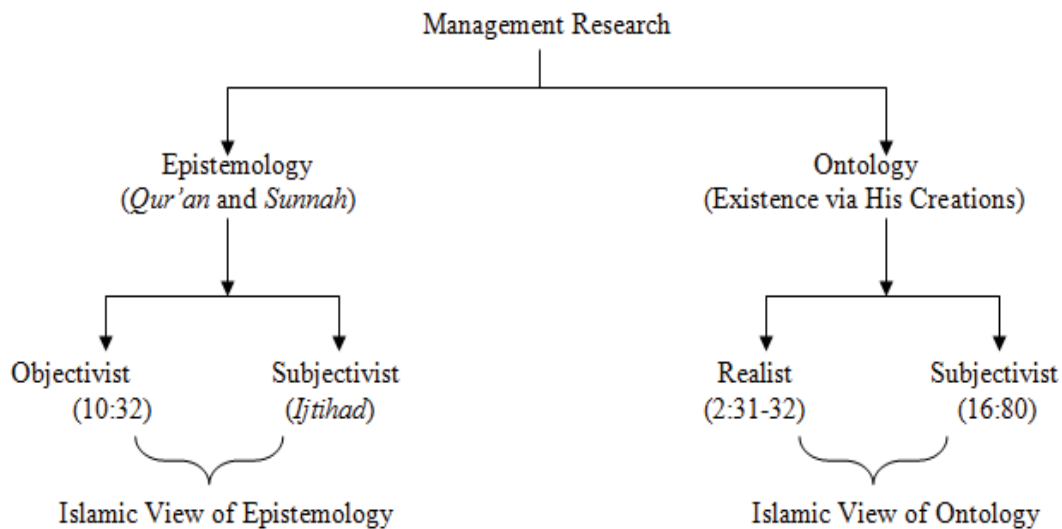 Management Research
Epistemology
(Qur'an and Sunnah)
Ontology
(Existence via His Creations)
Objectivist
(10:32)
Subjectivist
(Ijtihad)
Realist
(2:31-32)
Subjectivist
(16:80)
Islamic View of Epistemology
Islamic View of Ontology